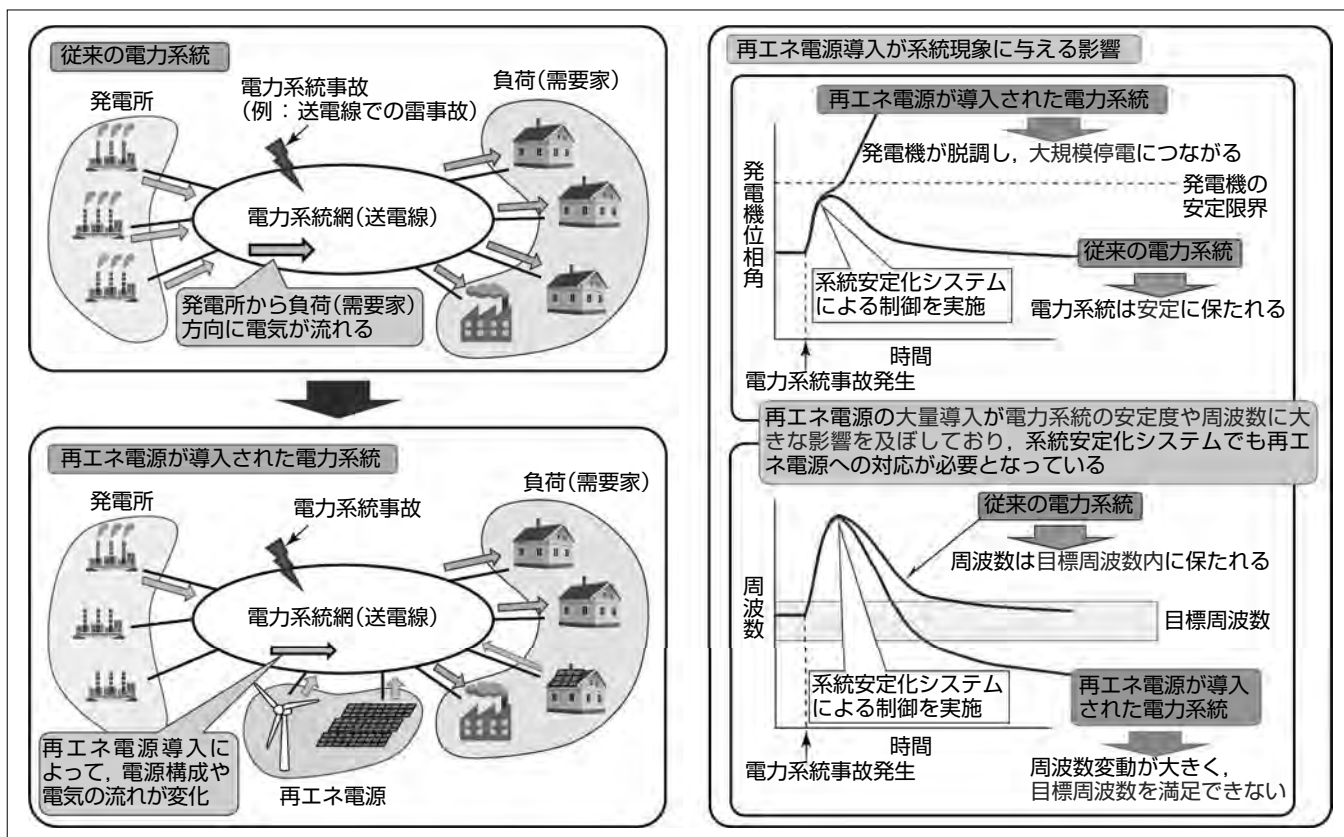 従来の電力系統
発電所
電力系統事故
(例：送電線での雷事故)
負荷(需要家)
電力系統網(送電線)
発電所から負荷(需要家)
方向に電気が流れる
再エネ電源が導入された電力系統
発電所
電力系統事故
負荷(需要家)
電力系統網(送電線)
再エネ電源導入に
よって，電源構成や
電気の流れが変化
再エネ電源
再エネ電源導入が系統現象に与える影響
再エネ電源が導入された電力系統
発電機が脱調し，大規模停電につながる
発電機の
安定限界
発電機位相角
従来の電力系統
系統安定化システム
による制御を実施
電力系統は安定に保たれる
時間
電力系統事故発生
再エネ電源の大量導入が電力系統の安定度や周波数に大
きな影響を及ぼしており，系統安定化システムでも再エ
ネ電源への対応が必要となっている
従来の電力系統
周波数は目標周波数内に保たれる
周波数
目標周波数
系統安定化システム
による制御を実施
再エネ電源が導入
された電力系統
時間
電力系統事故発生
周波数変動が大きく，
目標周波数を満足できない